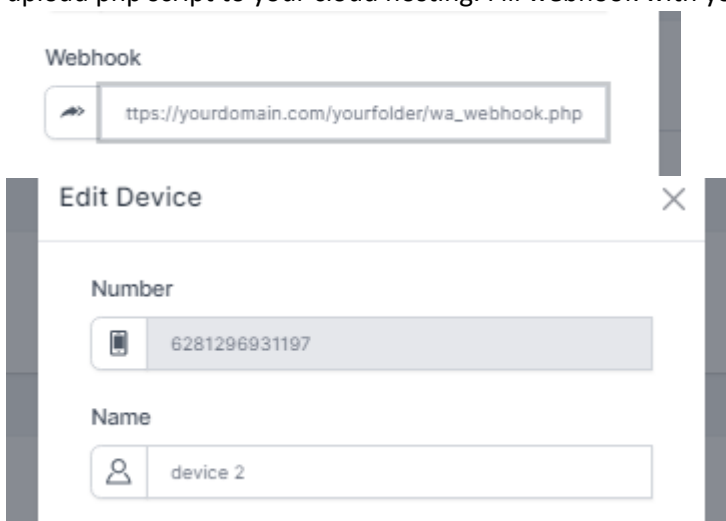 upload php script to your cloud hosting. Fill webhook with yo
Webhook
ttps://yourdomain.com/yourfolder/wa_webhook.php
Edit Device
Number
6281296931197
Name
device 2